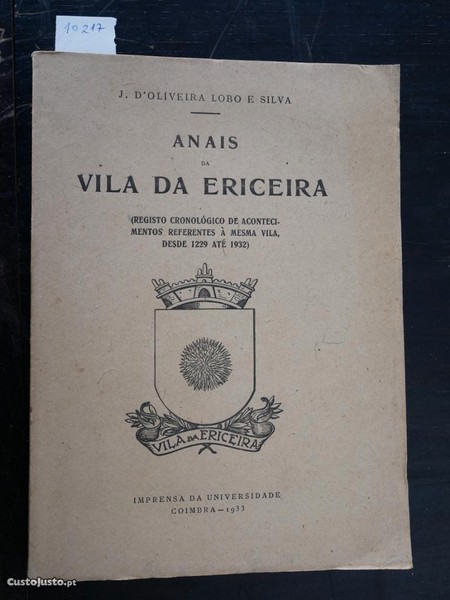 10217
J. D'OLIVEIRA LOBO E SILVA
ANAIS
DA
VILA DA ERICEIRA
(REGISTO CRONOLÓGICO DE ACONTECI-
MENTOS REFERENTES À MESMA VILA,
DESDE 1229 ATÉ 1932)
VILA DA ERICEIRA
IMPRENSA DA UNIVERSIDADE
COIMBRA—1933
CustoJusto.pt